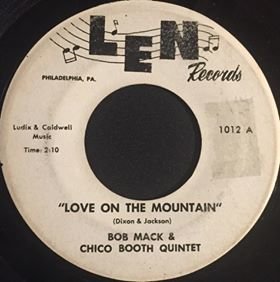 LEN
Records
PHILADELPHIA, PA.
Ludix & Caldwell
Music
Time: 2:10
1012 A
"LOVE ON THE MOUNTAIN"
(Dixon & Jackson)
BOB MACK &
CHICO BOOTH QUINTET